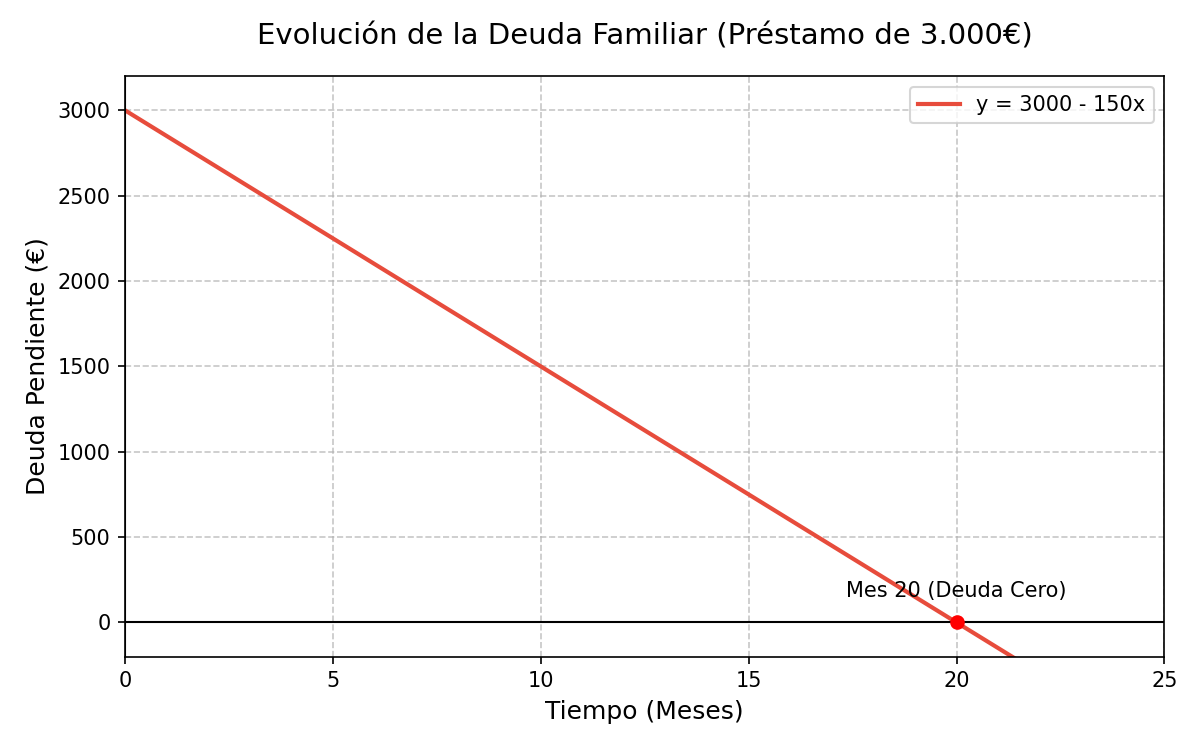 Evolución de la Deuda Familiar (Préstamo de 3.000€)
y = 3000 - 150x
Deuda Pendiente (€)
3000
2500
2000
1500
1000
500
0
Mes 20 (Deuda Cero)
0 5 10 15 20 25
Tiempo (Meses)